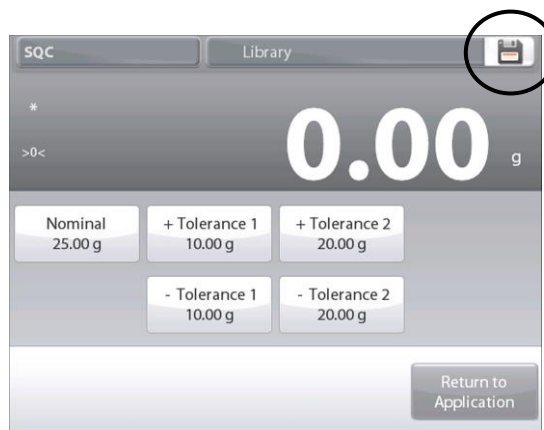 SQC
Library
*
>0<
0.00 g
Nominal
25.00 g
+ Tolerance 1
10.00 g
+ Tolerance 2
20.00 g
- Tolerance 1
10.00 g
- Tolerance 2
20.00 g
Return to
Application